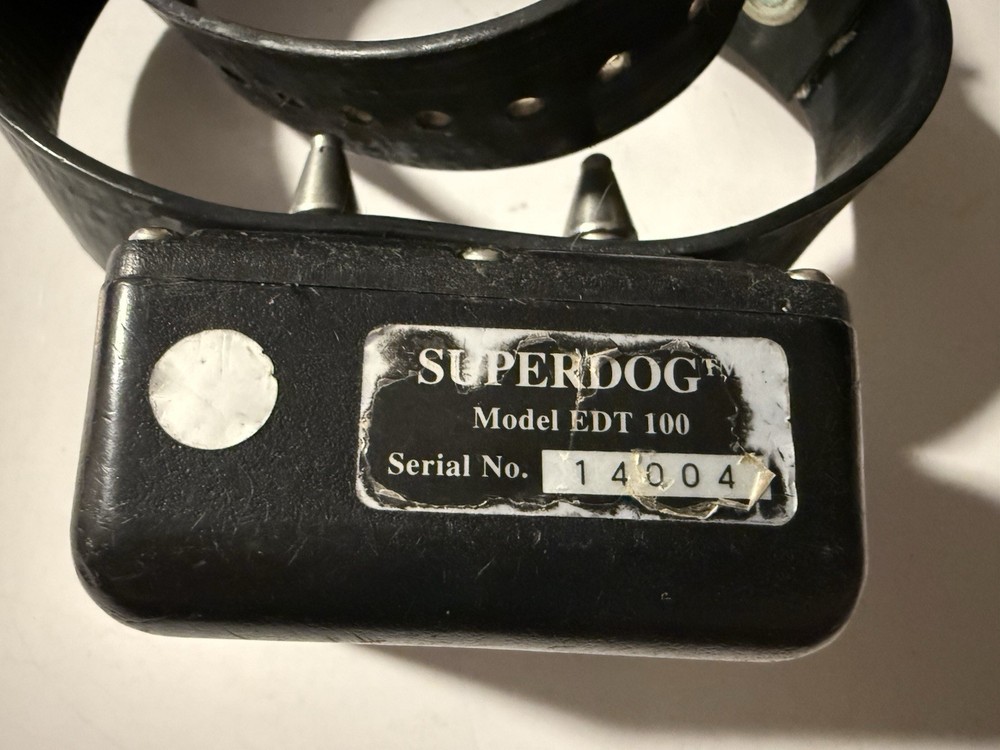 SUPERDOG™
Model EDT 100
Serial No. 14004